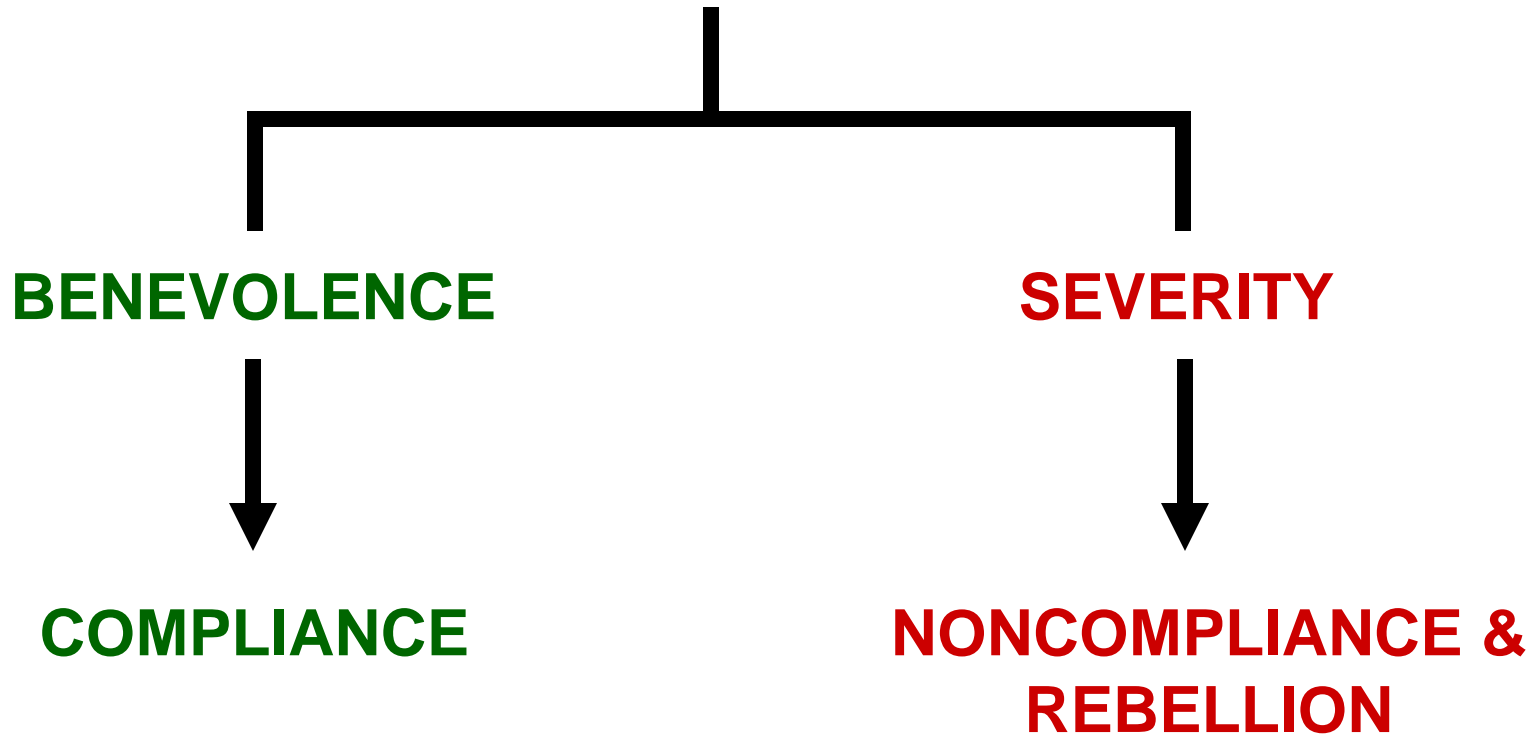 BENEVOLENCE
SEVERITY
COMPLIANCE
NONCOMPLIANCE &
REBELLION